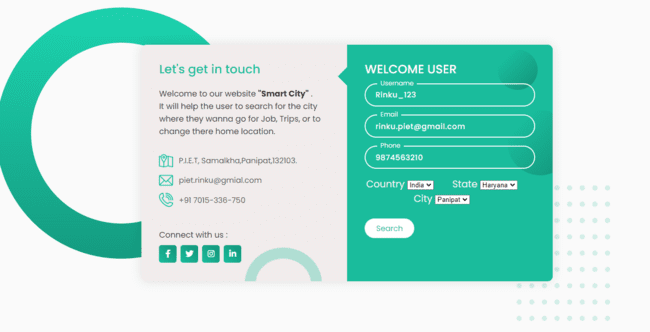 Let's get in touch
Welcome to our website "Smart City" .
It will help the user to search for the city
where they wanna go for Job, Trips, or to
change there home location.
P.I.E.T, Samalkha,Panipat,132103.
piet.rinku@gmial.com
+91 7015-336-750
Connect with us :
WELCOME USER
Username
Rinku_123
Email
rinku.piet@gmail.com
Phone
9874563210
Country India State Haryana
City Panipat
Search